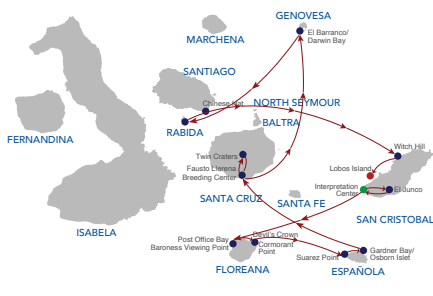 GENOVESA
El Barranco/
Darwin Bay
MARCHENA
SANTIAGO
Chinese Hat
NORTH SEYMOUR
BALTRA
RABIDA
FERNANDINA
Witch Hill
Twin Craters
Lobos Island
Fausto Llerena
Breeding Center
Interpretation
Center
El Junco
SANTA CRUZ
SANTA FE
SAN CRISTOBAL
ISABELA
Devil's Crown
Post Office Bay
Baroness Viewing Point
Cormorant
Point
Gardner Bay/
Osborn Islet
Suarez Point
FLOREANA
ESPAÑOLA